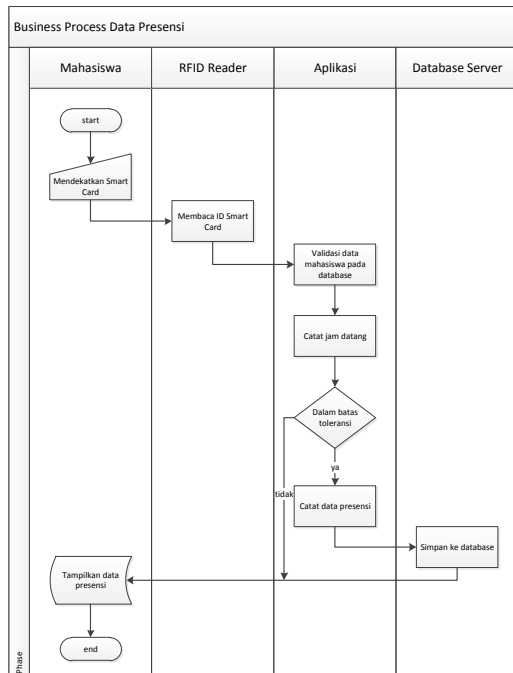 Business Process Data Presensi
Mahasiswa
RFID Reader
Aplikasi
Database Server
start
Mendekatkan Smart
Card
Membaca ID Smart
Card
Validasi data
mahasiswa pada
database
Catat jam datang
Dalam batas
toleransi
ya
tidak
Catat data presensi
Simpan ke database
Tampilkan data
presensi
end
Phase